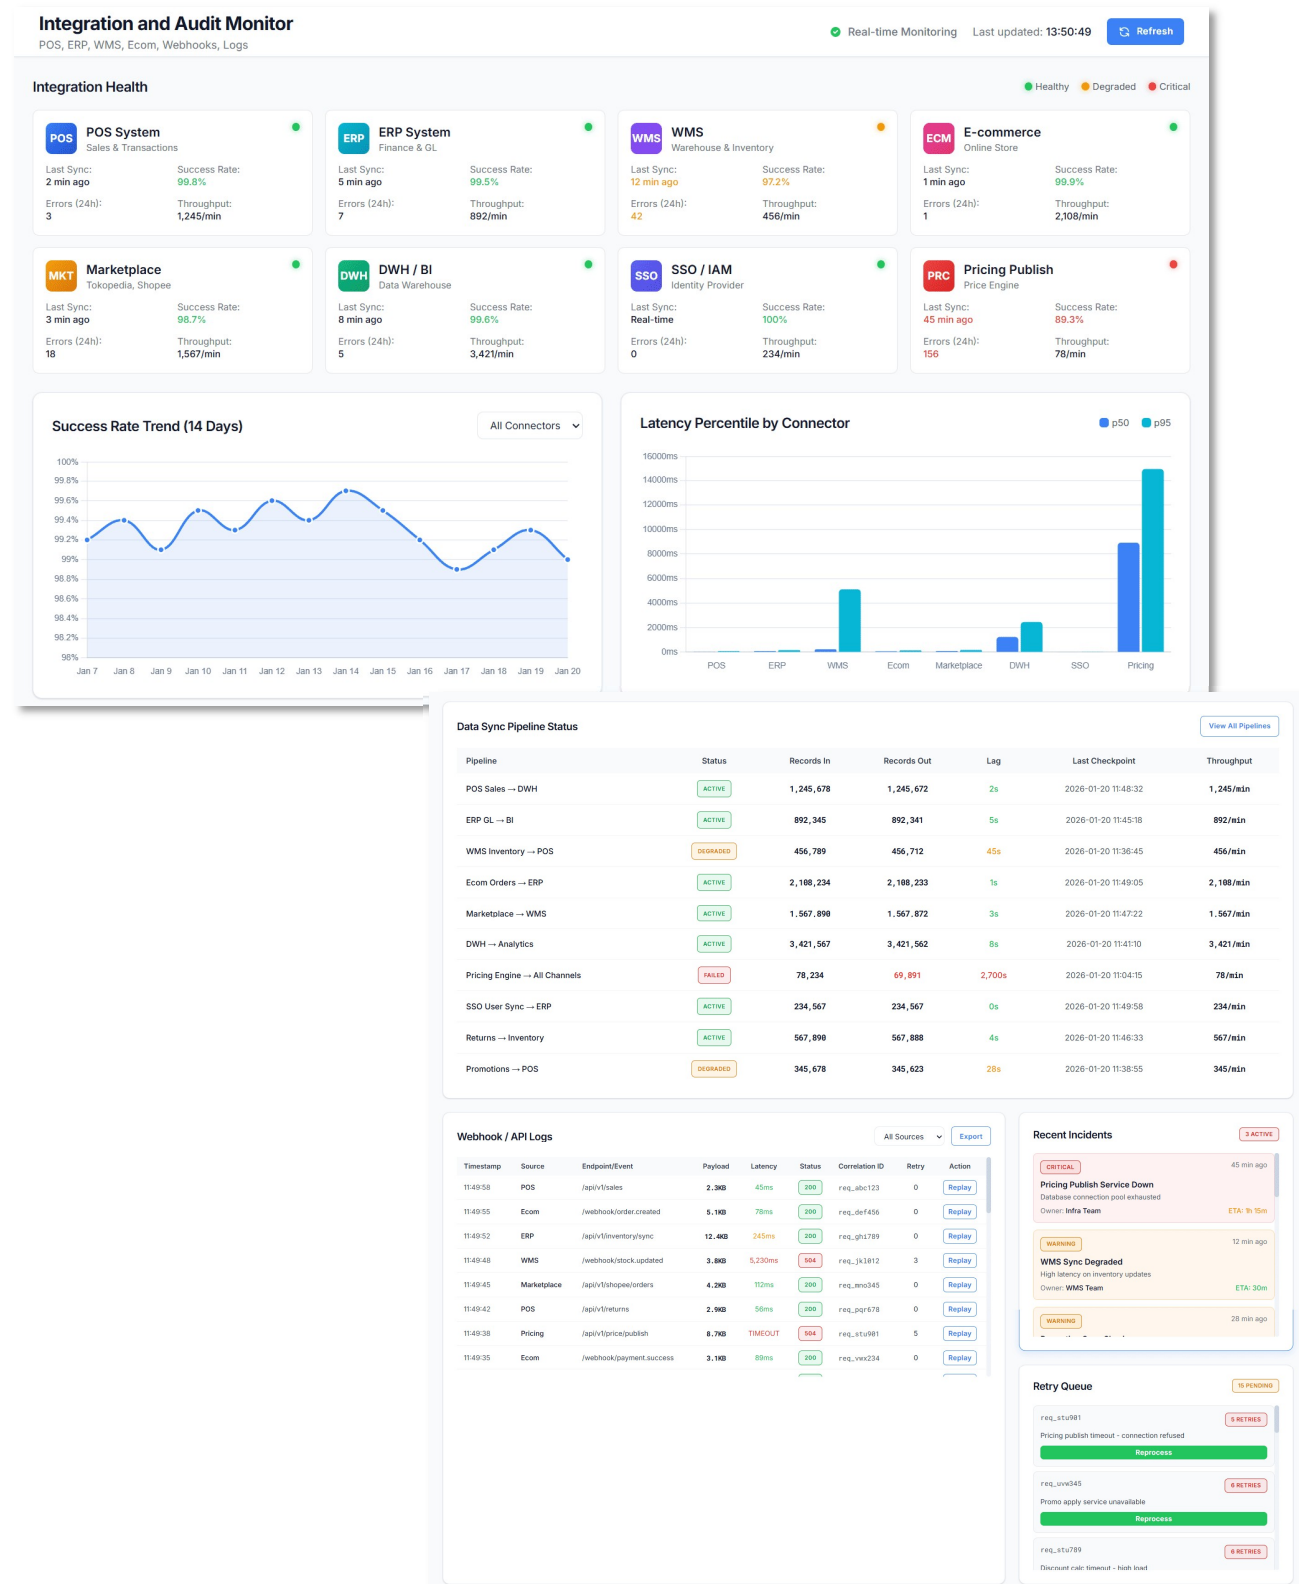 Integration and Audit Monitor
POS, ERP, WMS, Ecom, Webhooks, Logs
Real-time Monitoring Last updated: 13:50:49 Refresh
Integration Health
Healthy Degraded Critical
POS POS System
Sales & Transactions
Last Sync: Success Rate:
2 min ago 99.8%
Errors (24h): Throughput:
3 1,245/min
ERP ERP System
Finance & GL
Last Sync: Success Rate:
5 min ago 99.5%
Errors (24h): Throughput:
7 892/min
WMS WMS
Warehouse & Inventory
Last Sync: Success Rate:
12 min ago 97.2%
Errors (24h): Throughput:
42 456/min
ECM E-commerce
Online Store
Last Sync: Success Rate:
1 min ago 99.9%
Errors (24h): Throughput:
1 2,108/min
MKT Marketplace
Tokopedia, Shopee
Last Sync: Success Rate:
3 min ago 98.7%
Errors (24h): Throughput:
18 1,567/min
DWH DWH / BI
Data Warehouse
Last Sync: Success Rate:
8 min ago 99.6%
Errors (24h): Throughput:
5 3,421/min
SSO SSO / IAM
Identity Provider
Last Sync: Success Rate:
Real-time 100%
Errors (24h): Throughput:
0 234/min
PRC Pricing Publish
Price Engine
Last Sync: Success Rate:
45 min ago 89.3%
Errors (24h): Throughput:
156 78/min
Success Rate Trend (14 Days) All Connectors
100%
99.8%
99.6%
99.4%
99.2%
99%
98.8%
98.6%
98.4%
98.2%
98%
Jan 7 Jan 8 Jan 9 Jan 10 Jan 11 Jan 12 Jan 13 Jan 14 Jan 15 Jan 16 Jan 17 Jan 18 Jan 19 Jan 20
Latency Percentile by Connector p50 p95
16000ms
14000ms
12000ms
10000ms
8000ms
6000ms
4000ms
2000ms
0ms
POS ERP WMS Ecom Marketplace DWH SSO Pricing
Data Sync Pipeline Status View All Pipelines
Pipeline Status Records In Records Out Lag Last Checkpoint Throughput
POS Sales → DWH ACTIVE 1,245,678 1,245,672 2s 2026-01-20 11:48:32 1,245/min
ERP GL → BI ACTIVE 892,345 892,341 5s 2026-01-20 11:45:18 892/min
WMS Inventory → POS DEGRADED 456,789 456,712 45s 2026-01-20 11:36:45 456/min
Ecom Orders → ERP ACTIVE 2,108,234 2,108,233 1s 2026-01-20 11:49:05 2,108/min
Marketplace → WMS ACTIVE 1,567,890 1,567,872 3s 2026-01-20 11:47:22 1,567/min
DWH → Analytics ACTIVE 3,421,567 3,421,562 8s 2026-01-20 11:41:10 3,421/min
Pricing Engine → All Channels FAILED 78,234 69,891 2,700s 2026-01-20 11:04:15 78/min
SSO User Sync → ERP ACTIVE 234,567 234,567 0s 2026-01-20 11:49:58 234/min
Returns → Inventory ACTIVE 567,890 567,888 4s 2026-01-20 11:46:33 567/min
Promotions → POS DEGRADED 345,678 345,623 28s 2026-01-20 11:38:55 345/min
Webhook / API Logs All Sources Export
Timestamp Source Endpoint/Event Payload Latency Status Correlation ID Retry Action
11:49:58 POS /api/v1/sales 2.3KB 45ms 200 req_abc123 0 Replay
11:49:55 Ecom /webhook/order.created 5.1KB 78ms 200 req_def456 0 Replay
11:49:52 ERP /api/v1/inventory/sync 12.4KB 245ms 200 req_ghi789 0 Replay
11:49:48 WMS /webhook/stock.updated 3.8KB 5,230ms 504 req_jkl012 3 Replay
11:49:45 Marketplace /api/v1/shopee/orders 4.2KB 112ms 200 req_mno345 0 Replay
11:49:42 POS /api/v1/returns 2.9KB 56ms 200 req_pqr678 0 Replay
11:49:38 Pricing /api/v1/price/publish 8.7KB TIMEOUT 504 req_stu901 5 Replay
11:49:35 Ecom /webhook/payment.success 3.1KB 89ms 200 req_vwx234 0 Replay
Recent Incidents 3 ACTIVE
CRITICAL 45 min ago
Pricing Publish Service Down
Database connection pool exhausted
Owner: Infra Team ETA: 1h 15m
WARNING 12 min ago
WMS Sync Degraded
High latency on inventory updates
Owner: WMS Team ETA: 30m
WARNING 28 min ago
Retry Queue 15 PENDING
req_stu901 5 RETRIES
Pricing publish timeout - connection refused
Reprocess
req_uvw345 6 RETRIES
Promo apply service unavailable
Reprocess
req_stu789 6 RETRIES
Discount calc timeout - high load